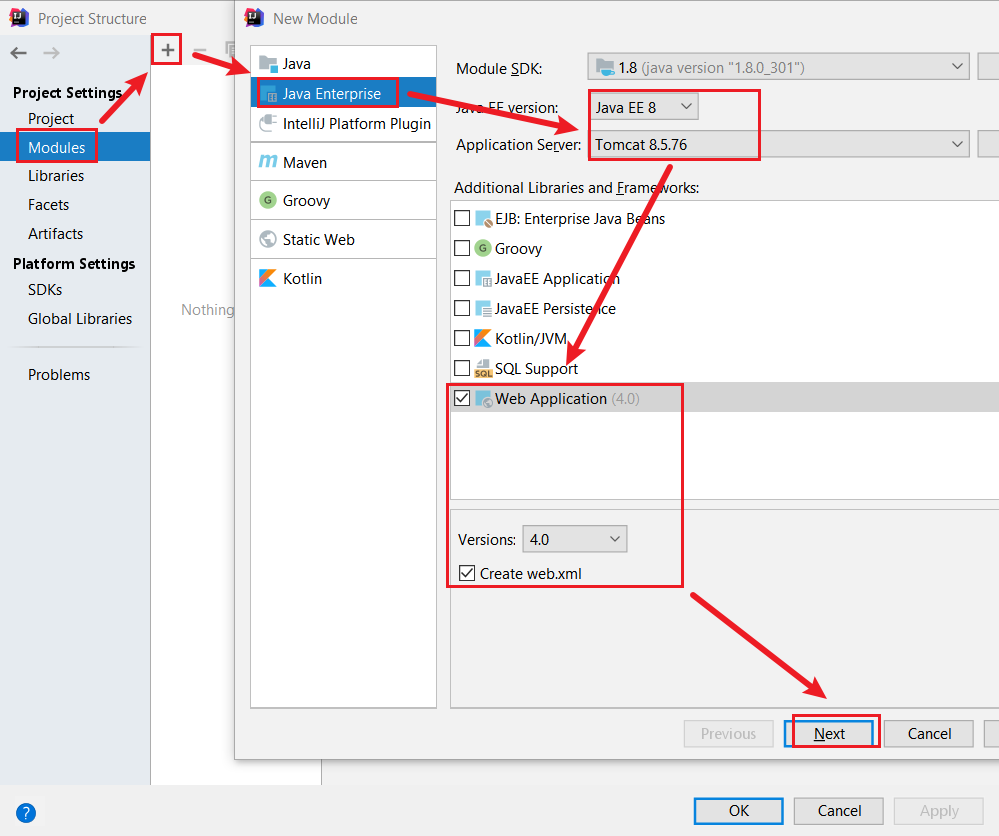 Project Structure
Project Settings
Project
Modules
Libraries
Facets
Artifacts
Platform Settings
SDKs
Global Libraries
Problems
Nothing
New Module
Java
Java Enterprise
IntelliJ Platform Plugin
Maven
Groovy
Static Web
Kotlin
Module SDK: 1.8 (java version "1.8.0_301")
Java EE version: Java EE 8
Application Server: Tomcat 8.5.76
Additional Libraries and Frameworks:
EJB: Enterprise Java Beans
Groovy
JavaEE Application
JavaEE Persistence
Kotlin/JVM
SQL Support
Web Application (4.0)
Versions: 4.0
Create web.xml
Previous Next Cancel
? OK Cancel Apply